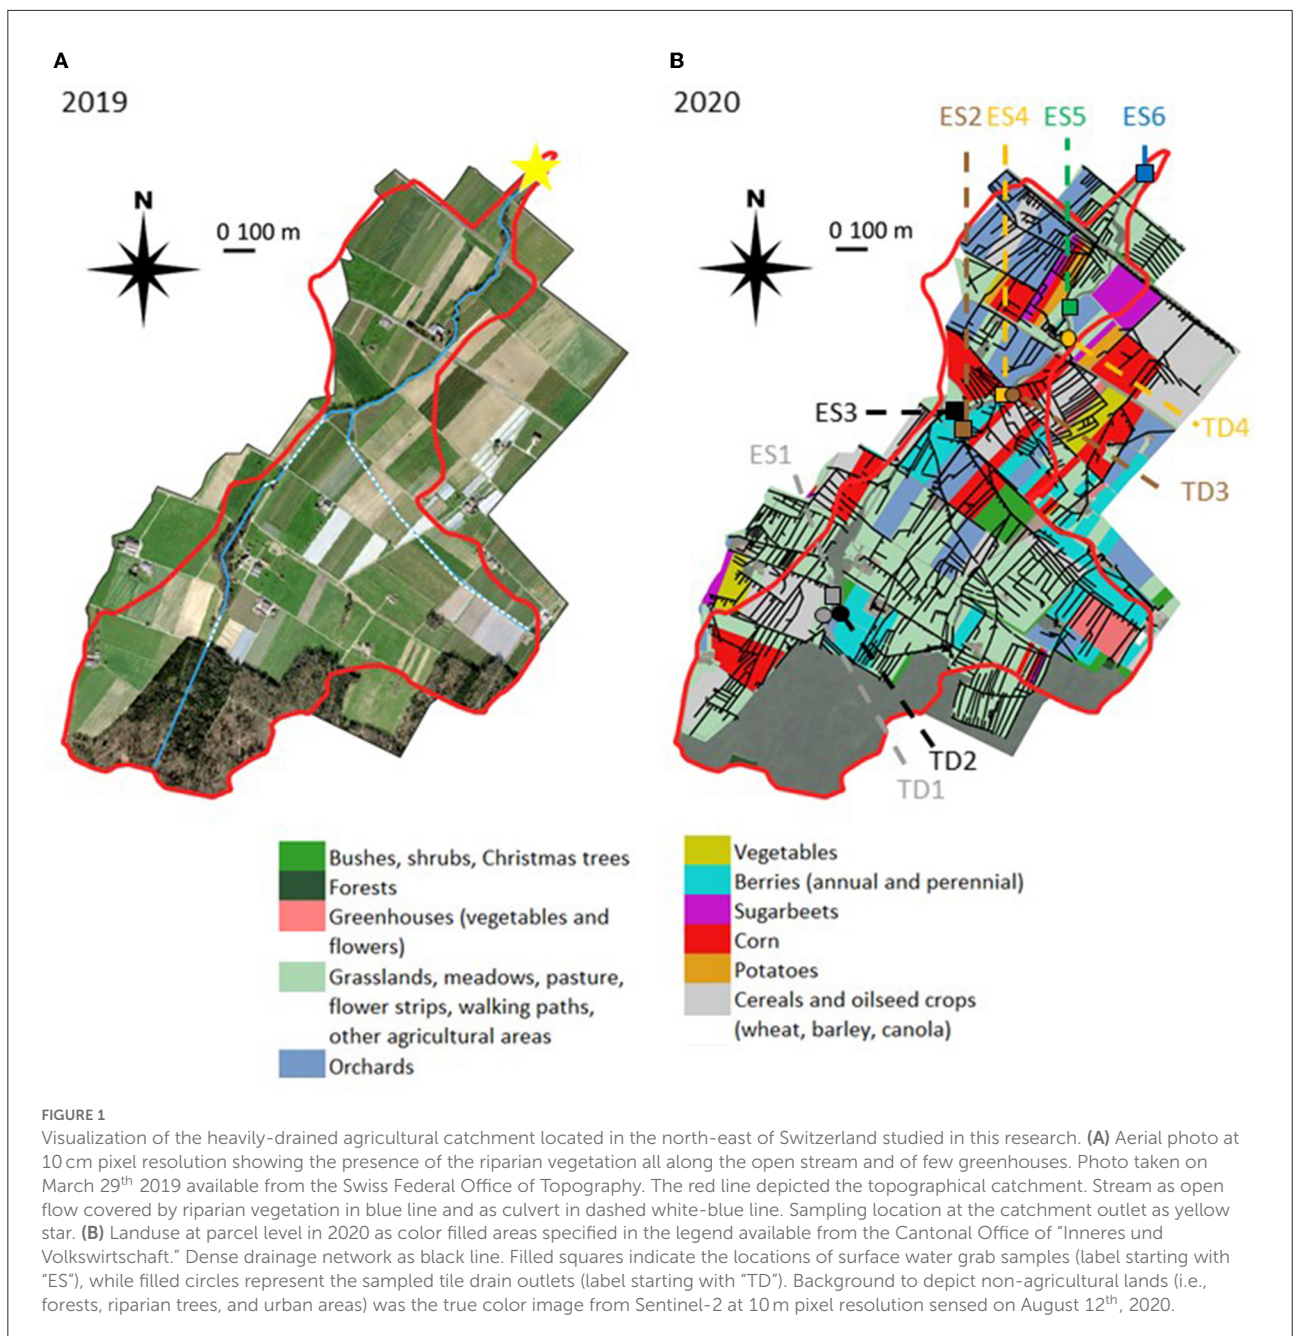 A
B
2019
2020
ES2 ES4 ES5 ES6
N
0 100 m
N
0 100 m
ES3
ES1
TD4
TD3
TD2
TD1
Bushes, shrubs, Christmas trees
Forests
Greenhouses (vegetables and
flowers)
Grasslands, meadows, pasture,
flower strips, walking paths,
other agricultural areas
Orchards
Vegetables
Berries (annual and perennial)
Sugarbeets
Corn
Potatoes
Cereals and oilseed crops
(wheat, barley, canola)
FIGURE 1
Visualization of the heavily-drained agricultural catchment located in the north-east of Switzerland studied in this research. (A) Aerial photo at
10 cm pixel resolution showing the presence of the riparian vegetation all along the open stream and of few greenhouses. Photo taken on
March 29th 2019 available from the Swiss Federal Office of Topography. The red line depicted the topographical catchment. Stream as open
flow covered by riparian vegetation in blue line and as culvert in dashed white-blue line. Sampling location at the catchment outlet as yellow
star. (B) Landuse at parcel level in 2020 as color filled areas specified in the legend available from the Cantonal Office of "Inneres und
Volkswirtschaft." Dense drainage network as black line. Filled squares indicate the locations of surface water grab samples (label starting with
"ES"), while filled circles represent the sampled tile drain outlets (label starting with "TD"). Background to depict non-agricultural lands (i.e.,
forests, riparian trees, and urban areas) was the true color image from Sentinel-2 at 10 m pixel resolution sensed on August 12th, 2020.